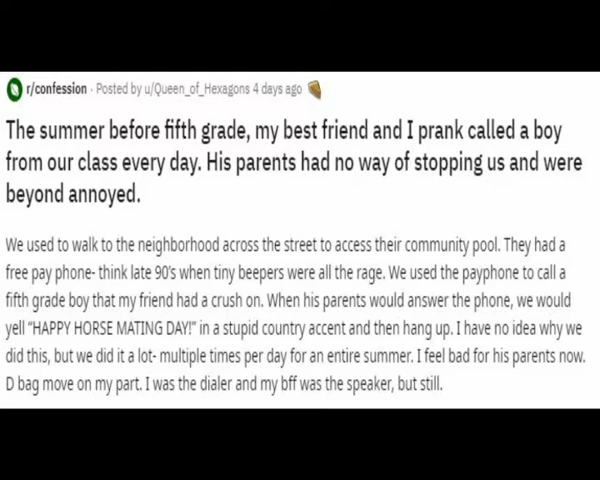 r/confession · Posted by u/Queen_of_Hexagons 4 days ago
The summer before fifth grade, my best friend and I prank called a boy
from our class every day. His parents had no way of stopping us and were
beyond annoyed.
We used to walk to the neighborhood across the street to access their community pool. They had a
free pay phone- think late 90's when tiny beepers were all the rage. We used the payphone to call a
fifth grade boy that my friend had a crush on. When his parents would answer the phone, we would
yell “HAPPY HORSE MATING DAY!” in a stupid country accent and then hang up. I have no idea why we
did this, but we did it a lot- multiple times per day for an entire summer. I feel bad for his parents now.
D bag move on my part. I was the dialer and my bff was the speaker, but still.